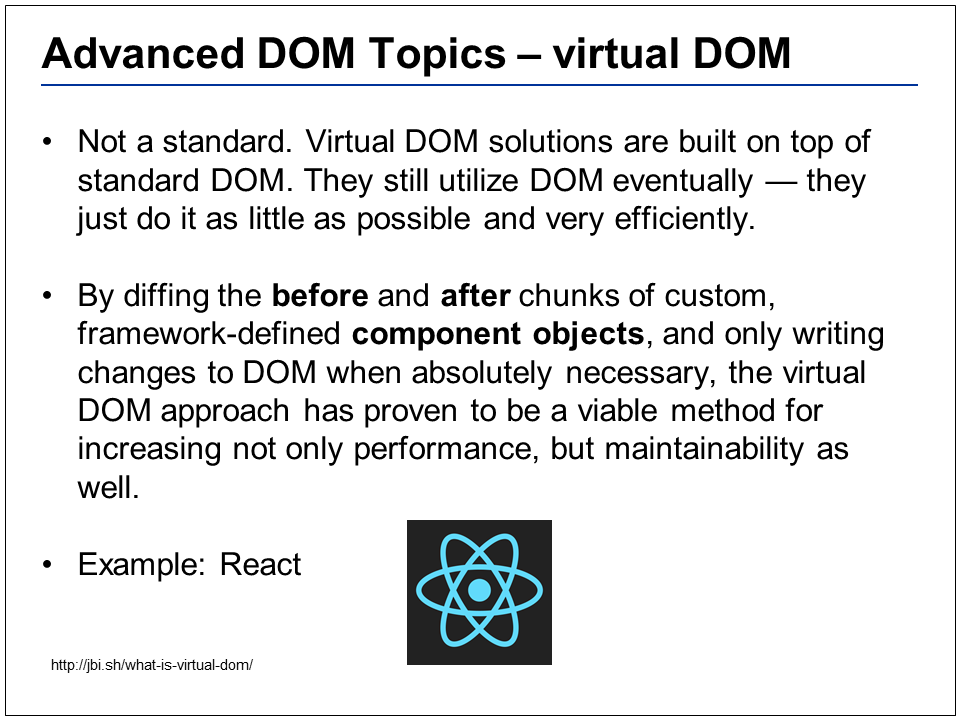 Advanced DOM Topics – virtual DOM
• Not a standard. Virtual DOM solutions are built on top of
standard DOM. They still utilize DOM eventually — they
just do it as little as possible and very efficiently.
• By diffing the before and after chunks of custom,
framework-defined component objects, and only writing
changes to DOM when absolutely necessary, the virtual
DOM approach has proven to be a viable method for
increasing not only performance, but maintainability as
well.
• Example: React
http://jbi.sh/what-is-virtual-dom/